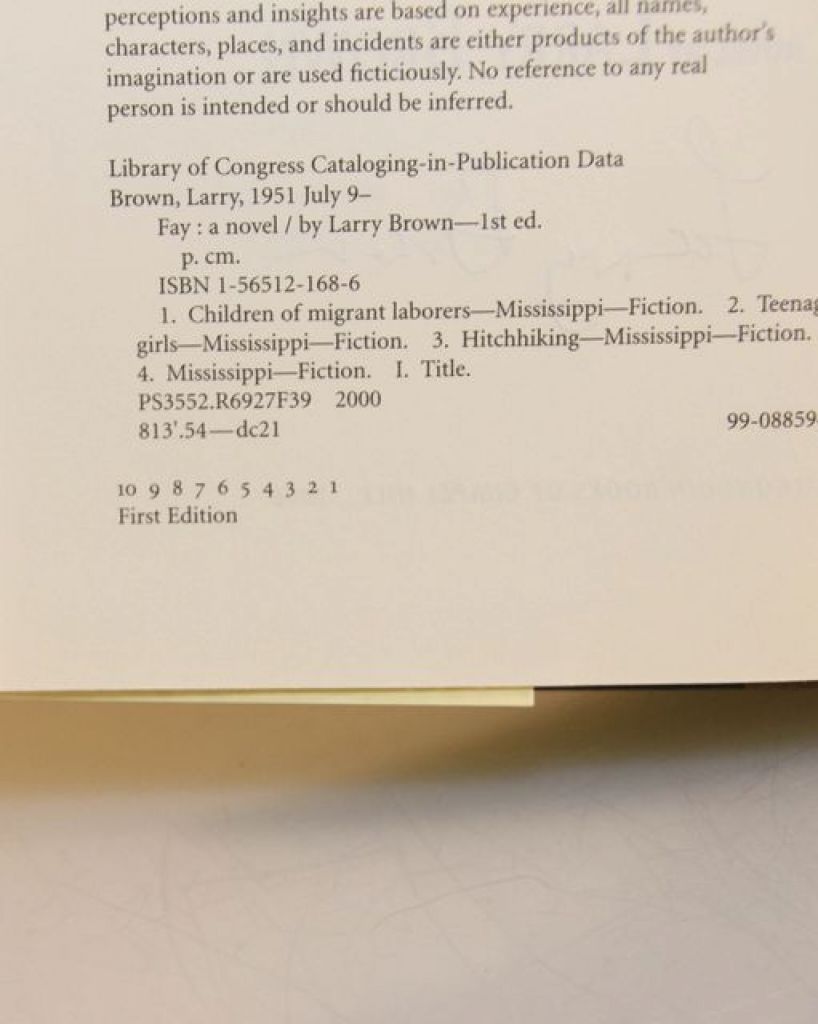 perceptions and insights are based on experience, all names,
characters, places, and incidents are either products of the author's
imagination or are used ficticiously. No reference to any real
person is intended or should be inferred.
Library of Congress Cataloging-in-Publication Data
Brown, Larry, 1951 July 9–
Fay : a novel / by Larry Brown—1st ed.
p. cm.
ISBN 1-56512-168-6
1. Children of migrant laborers—Mississippi—Fiction. 2. Teenag
girls—Mississippi—Fiction. 3. Hitchhiking—Mississippi—Fiction.
4. Mississippi—Fiction. I. Title.
PS3552.R6927F39 2000
813'.54—dc21 99-08859
10 9 8 7 6 5 4 3 2 1
First Edition